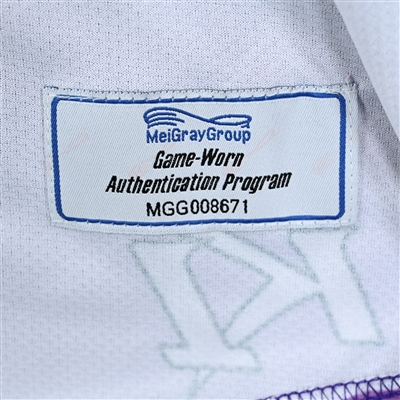 MeiGrayGroup
Game-Worn
Authentication Program
MGG008671